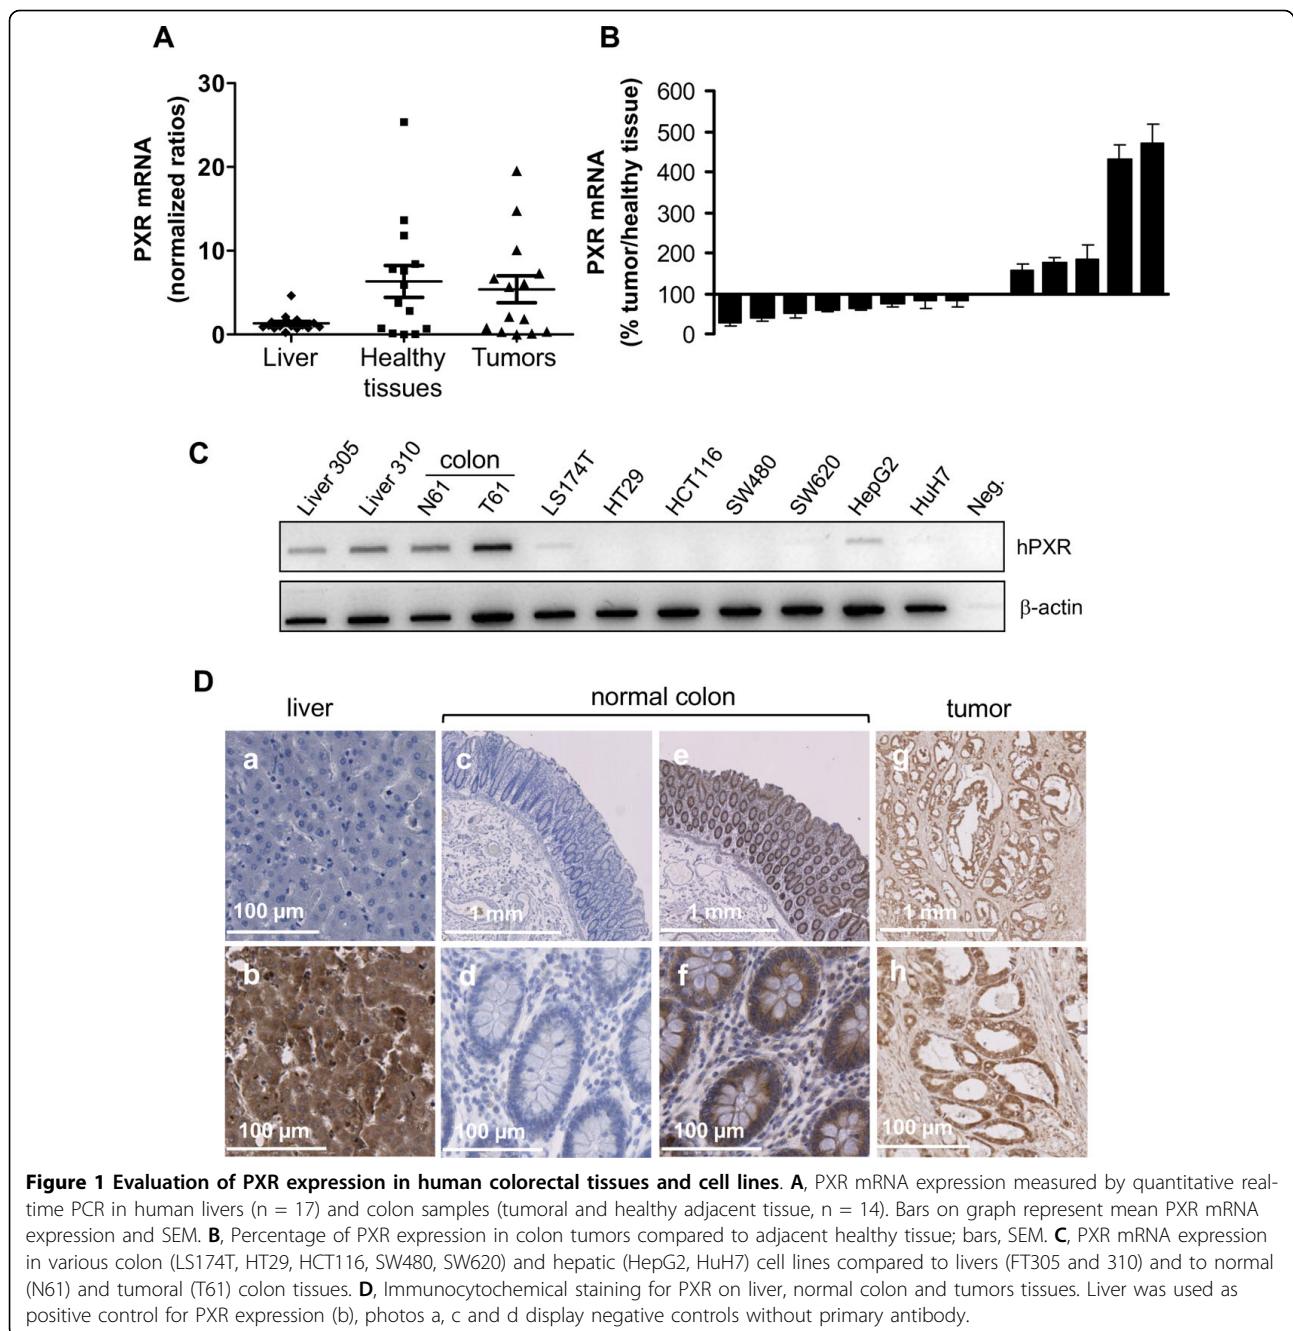 A
B
PXR mRNA
(normalized ratios)
30
20
10
0
Liver
Healthy
tissues
Tumors
PXR mRNA
(% tumor/healthy tissue)
600
500
400
300
200
100
0
C
Liver 305
Liver 310
colon
N61
T61
LS174T
HT29
HCT116
SW480
SW620
HepG2
HuH7
Neg.
hPXR
β-actin
D
liver
normal colon
tumor
a
c
e
g
100 µm
1 mm
1 mm
1 mm
b
d
f
h
100 µm
100 µm
100 µm
100 µm
Figure 1 Evaluation of PXR expression in human colorectal tissues and cell lines. A, PXR mRNA expression measured by quantitative real-
time PCR in human livers (n = 17) and colon samples (tumoral and healthy adjacent tissue, n = 14). Bars on graph represent mean PXR mRNA
expression and SEM. B, Percentage of PXR expression in colon tumors compared to adjacent healthy tissue; bars, SEM. C, PXR mRNA expression
in various colon (LS174T, HT29, HCT116, SW480, SW620) and hepatic (HepG2, HuH7) cell lines compared to livers (FT305 and 310) and to normal
(N61) and tumoral (T61) colon tissues. D, Immunocytochemical staining for PXR on liver, normal colon and tumors tissues. Liver was used as
positive control for PXR expression (b), photos a, c and d display negative controls without primary antibody.